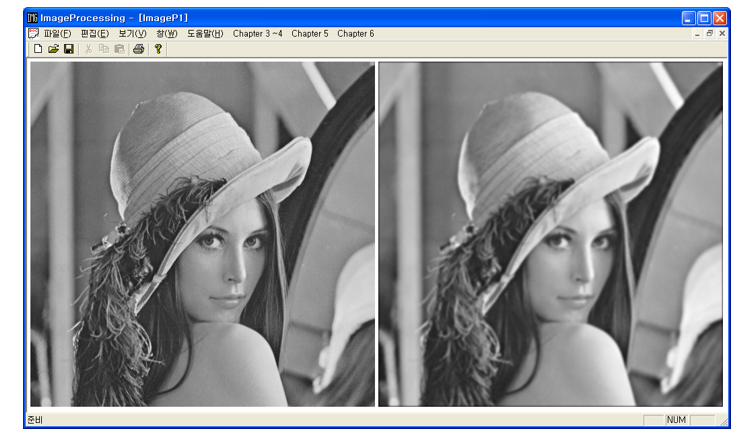 IMG ImageProcessing - [ImageP1]
파일(F) 편집(E) 보기(V) 창(W) 도움말(H) Chapter 3 ~4 Chapter 5 Chapter 6
준비 NUM